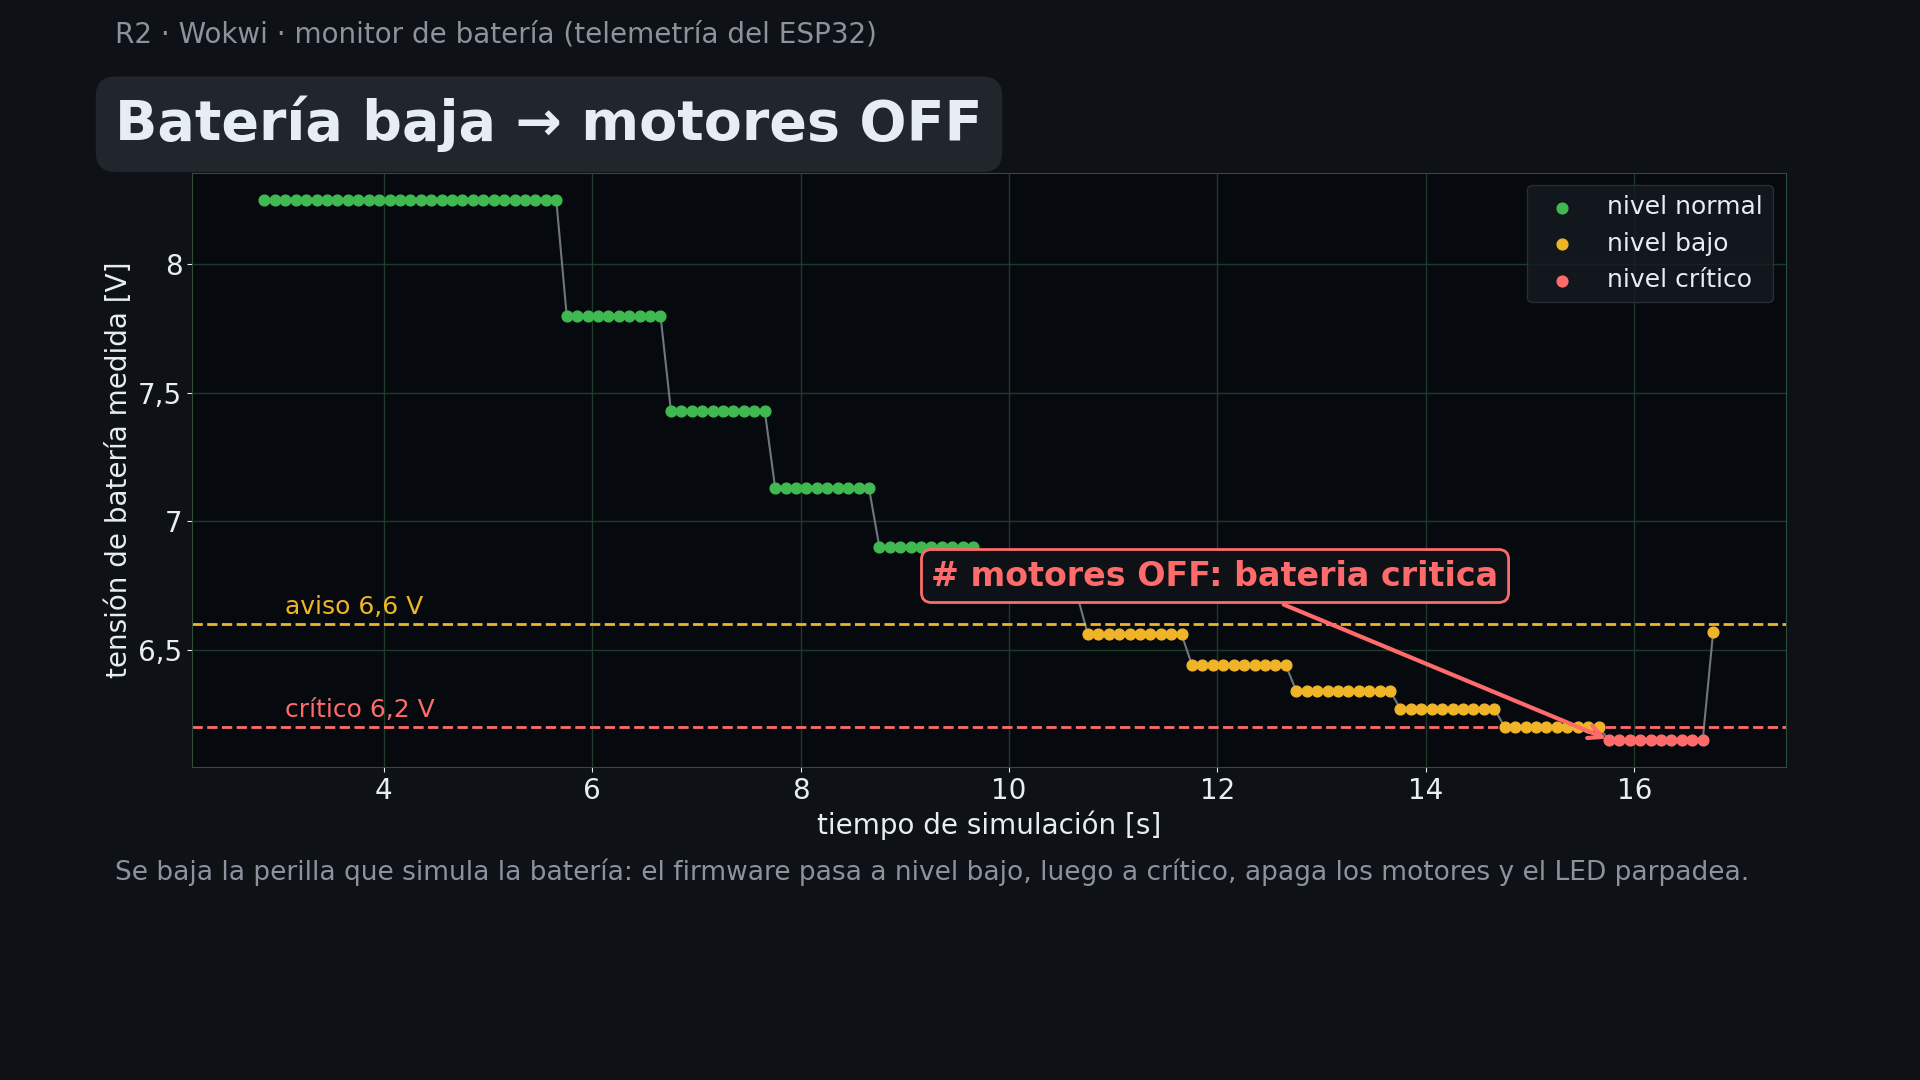 R2 · Wokwi · monitor de batería (telemetría del ESP32)
Batería baja → motores OFF
tensión de batería medida [V]
8
7,5
7
6,5
nivel normal
nivel bajo
nivel crítico
# motores OFF: bateria critica
aviso 6,6 V
crítico 6,2 V
4
6
8
10
12
14
16
tiempo de simulación [s]
Se baja la perilla que simula la batería: el firmware pasa a nivel bajo, luego a crítico, apaga los motores y el LED parpadea.